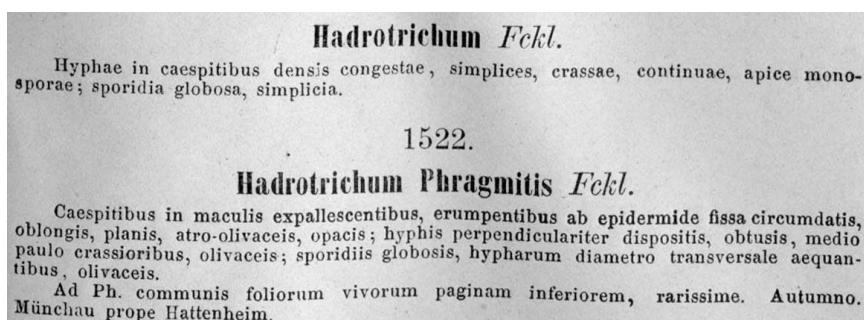 Hadrotrichum Fckl.
Hyphae in caespitibus densis congestae, simplices, crassae, continuae, apice mono-
sporae; sporidia globosa, simplicia.
1522.
Hadrotrichum Phragmitis Fckl.
Caespitibus in maculis expallescentibus, erumpentibus ab epidermide fissa circumdatis,
oblongis, planis, atro-olivaceis, opacis; hyphis perpendiculariter dispositis, obtusis, medio
paulo crassioribus, olivaceis; sporidiis globosis, hypharum diametro transversale aequan-
tibus, olivaceis.
Ad Ph. communis foliorum vivorum paginam inferiorem, rarissime. Autumno.
Münchau prope Hattenheim.